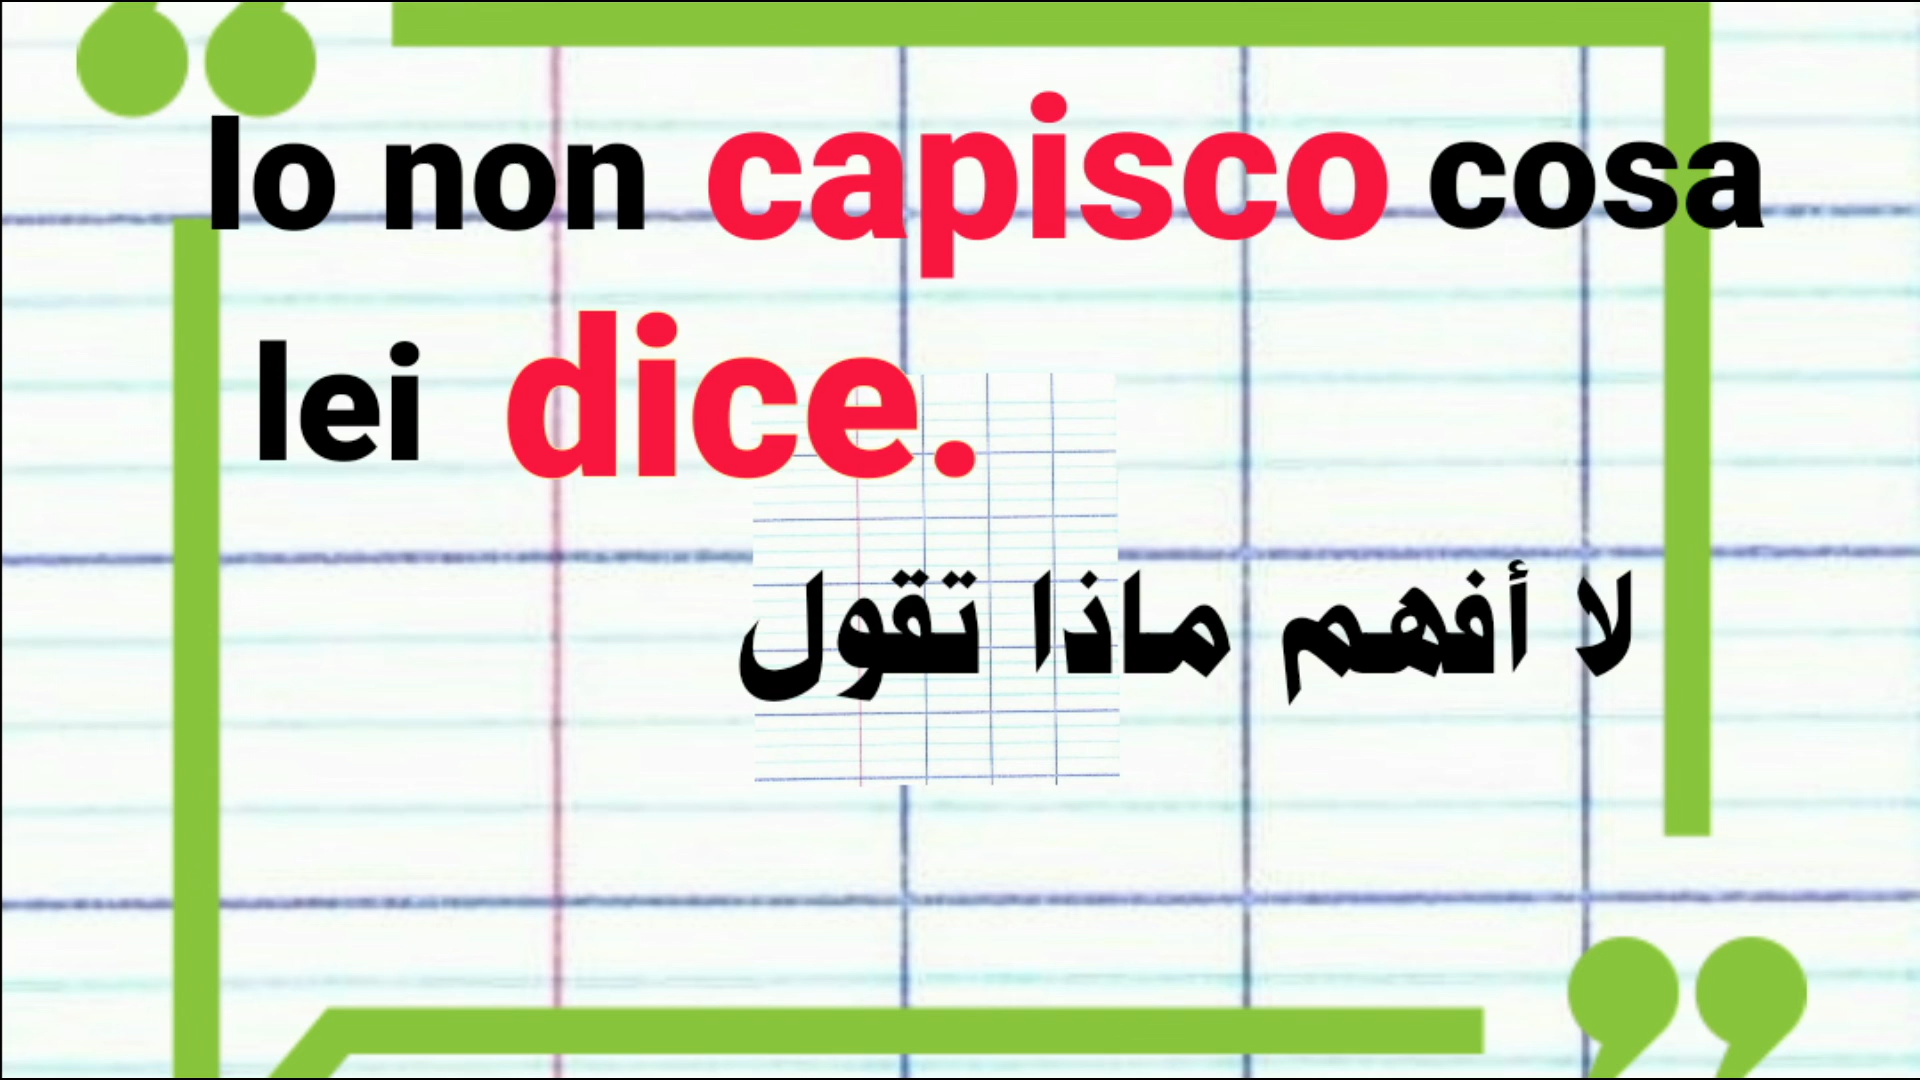 Io non capisco cosa
lei dice.
لا أفهم ماذا تقول